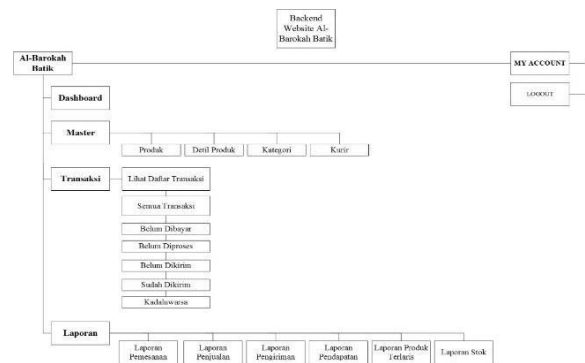 Backend
Website Al-
Barokah Batik
Al-Barokah
Batik
MY ACCOUNT
LOGOUT
Dashboard
Master
Produk
Detil Produk
Kategori
Kurir
Transaksi
Lihat Daftar Transaksi
Semua Transaksi
Belum Dibayar
Belum Diproses
Belum Dikirim
Sudah Dikirim
Kadaluwarsa
Laporan
Laporan
Pemesanan
Laporan
Penjualan
Laporan
Pengiriman
Laporan
Pendapatan
Laporan Produk
Terlaris
Laporan Stok